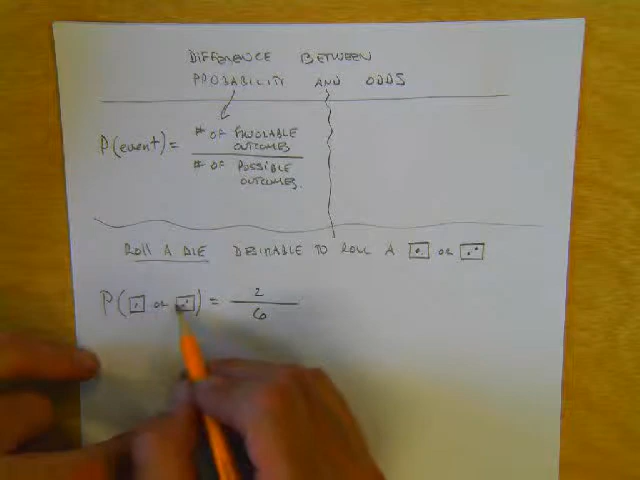 DIFFERENCE BETWEEN
PROBABILITY AND ODDS
P(event) = # OF FAVORABLE OUTCOMES
# OF POSSIBLE OUTCOMES.
ROLL A DIE DESIRABLE TO ROLL A ⚀ OR ⚁
P(⚀ OR ⚁) = 2
6